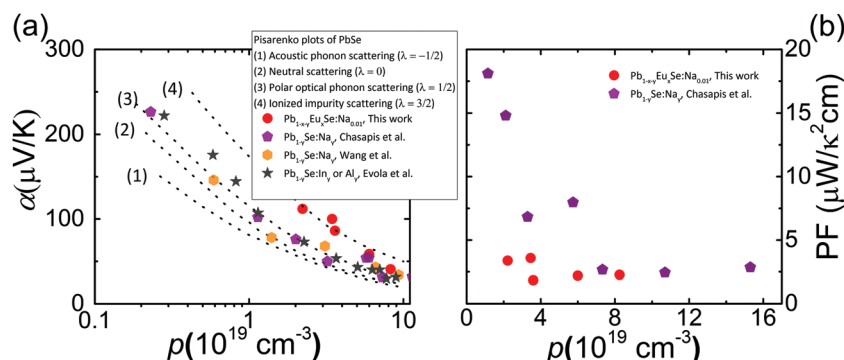 (a)
300
200
100
0
α(μV/K)
0.1
1
10
p(10^19 cm^-3)
(4)
(3)
(2)
(1)
Pisarenko plots of PbSe
(1) Acoustic phonon scattering (λ = −1/2)
(2) Neutral scattering (λ = 0)
(3) Polar optical phonon scattering (λ = 1/2)
(4) Ionized impurity scattering (λ = 3/2)
Pb1-x-yEuxSe:Na0.01, This work
Pb1-ySe:Nay, Chasapis et al.
Pb1-ySe:Nay, Wang et al.
Pb1-ySe:Iny or Aly, Evola et al.
(b)
Pb1-x-yEuxSe:Na0.01, This work
Pb1-ySe:Nay, Chasapis et al.
20
15
10
5
0
PF (μW/κ^2cm)
0
4
8
12
16
p(10^19 cm^-3)